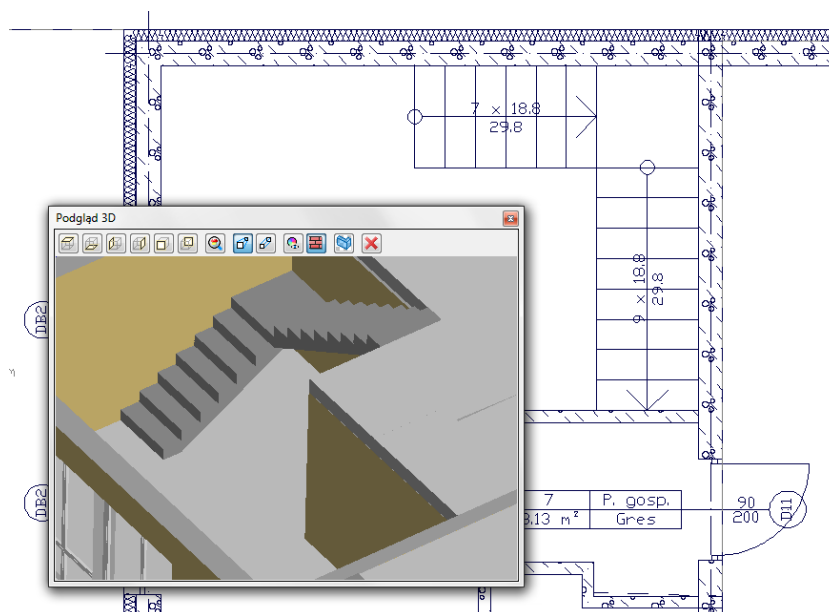 7 x 18.8
29.8
Podgląd 3D
9 x 18.8
29.8
DB2
DB2
7
P. gosp.
90
D11
8.13 m²
Gres
200